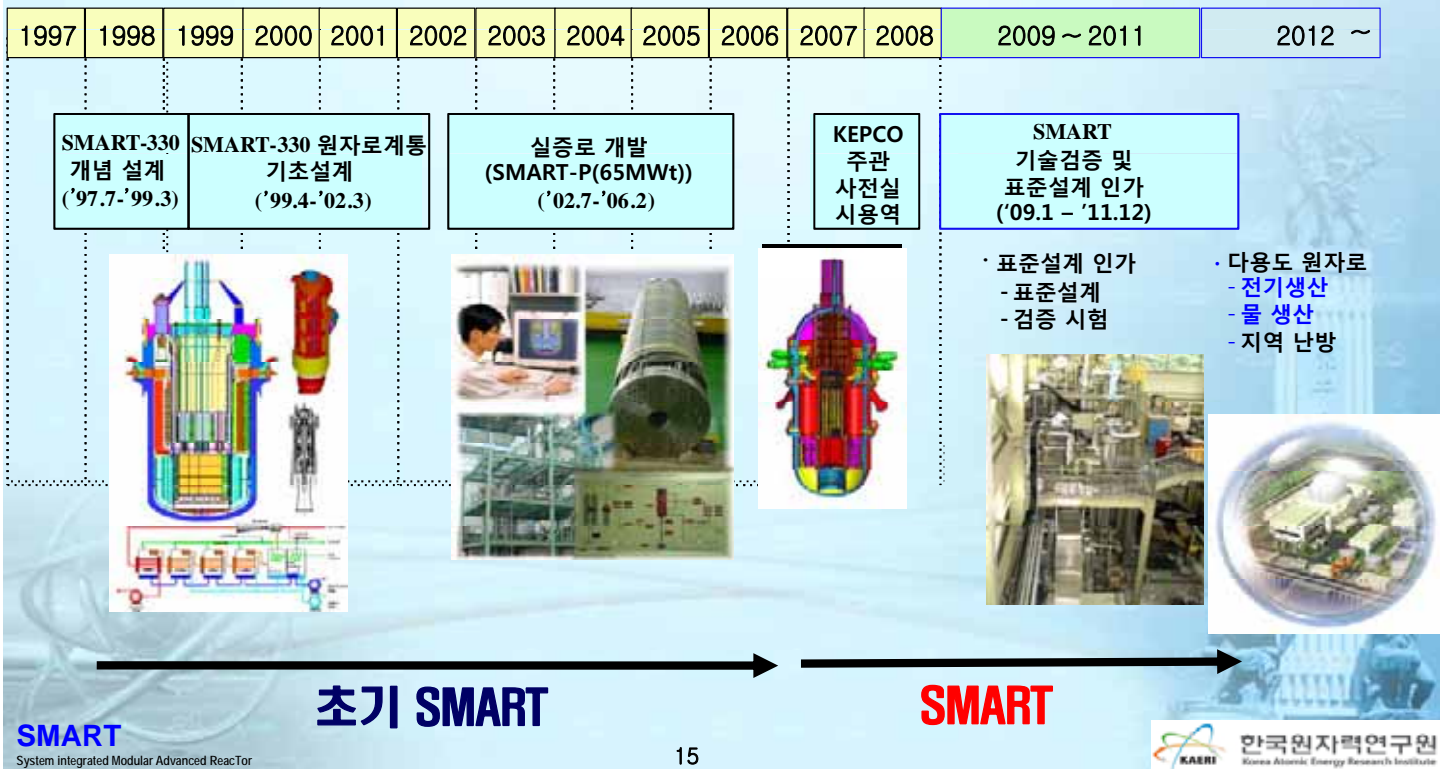 1997 1998 1999 2000 2001 2002 2003 2004 2005 2006 2007 2008 2009 ~ 2011 2012 ~
SMART-330
개념 설계
('97.7-'99.3)
SMART-330 원자로계통
기초설계
('99.4-'02.3)
실증로 개발
(SMART-P(65MWt))
('02.7-'06.2)
KEPCO
주관
사전실
시용역
SMART
기술검증 및
표준설계 인가
('09.1 – '11.12)
· 표준설계 인가
- 표준설계
- 검증 시험
· 다용도 원자로
- 전기생산
- 물 생산
- 지역 난방
초기 SMART
SMART
SMART
System integrated Modular Advanced ReacTor
15
KAERI
한국원자력연구원
Korea Atomic Energy Research Institute